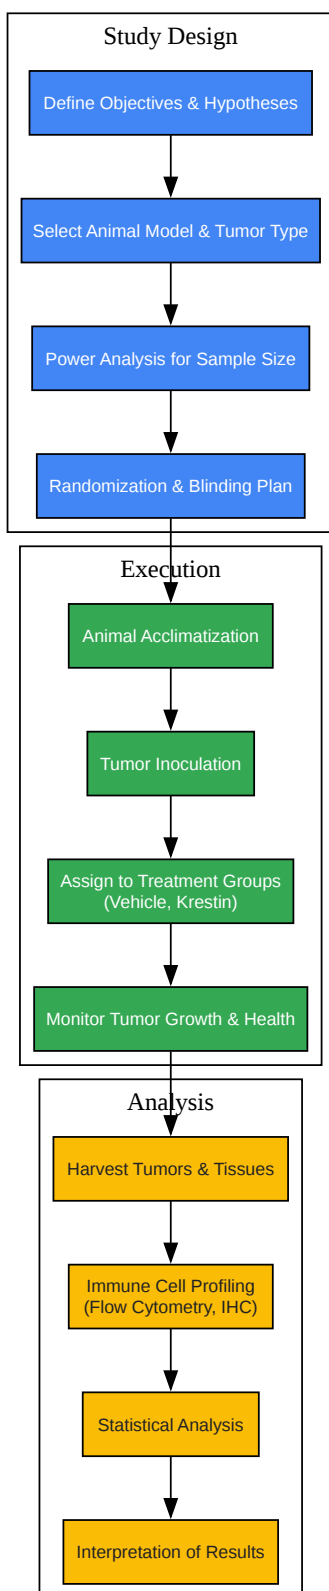 Study Design
Define Objectives & Hypotheses
Select Animal Model & Tumor Type
Power Analysis for Sample Size
Randomization & Blinding Plan
Execution
Animal Acclimatization
Tumor Inoculation
Assign to Treatment Groups
(Vehicle, Krestin)
Monitor Tumor Growth & Health
Analysis
Harvest Tumors & Tissues
Immune Cell Profiling
(Flow Cytometry, IHC)
Statistical Analysis
Interpretation of Results